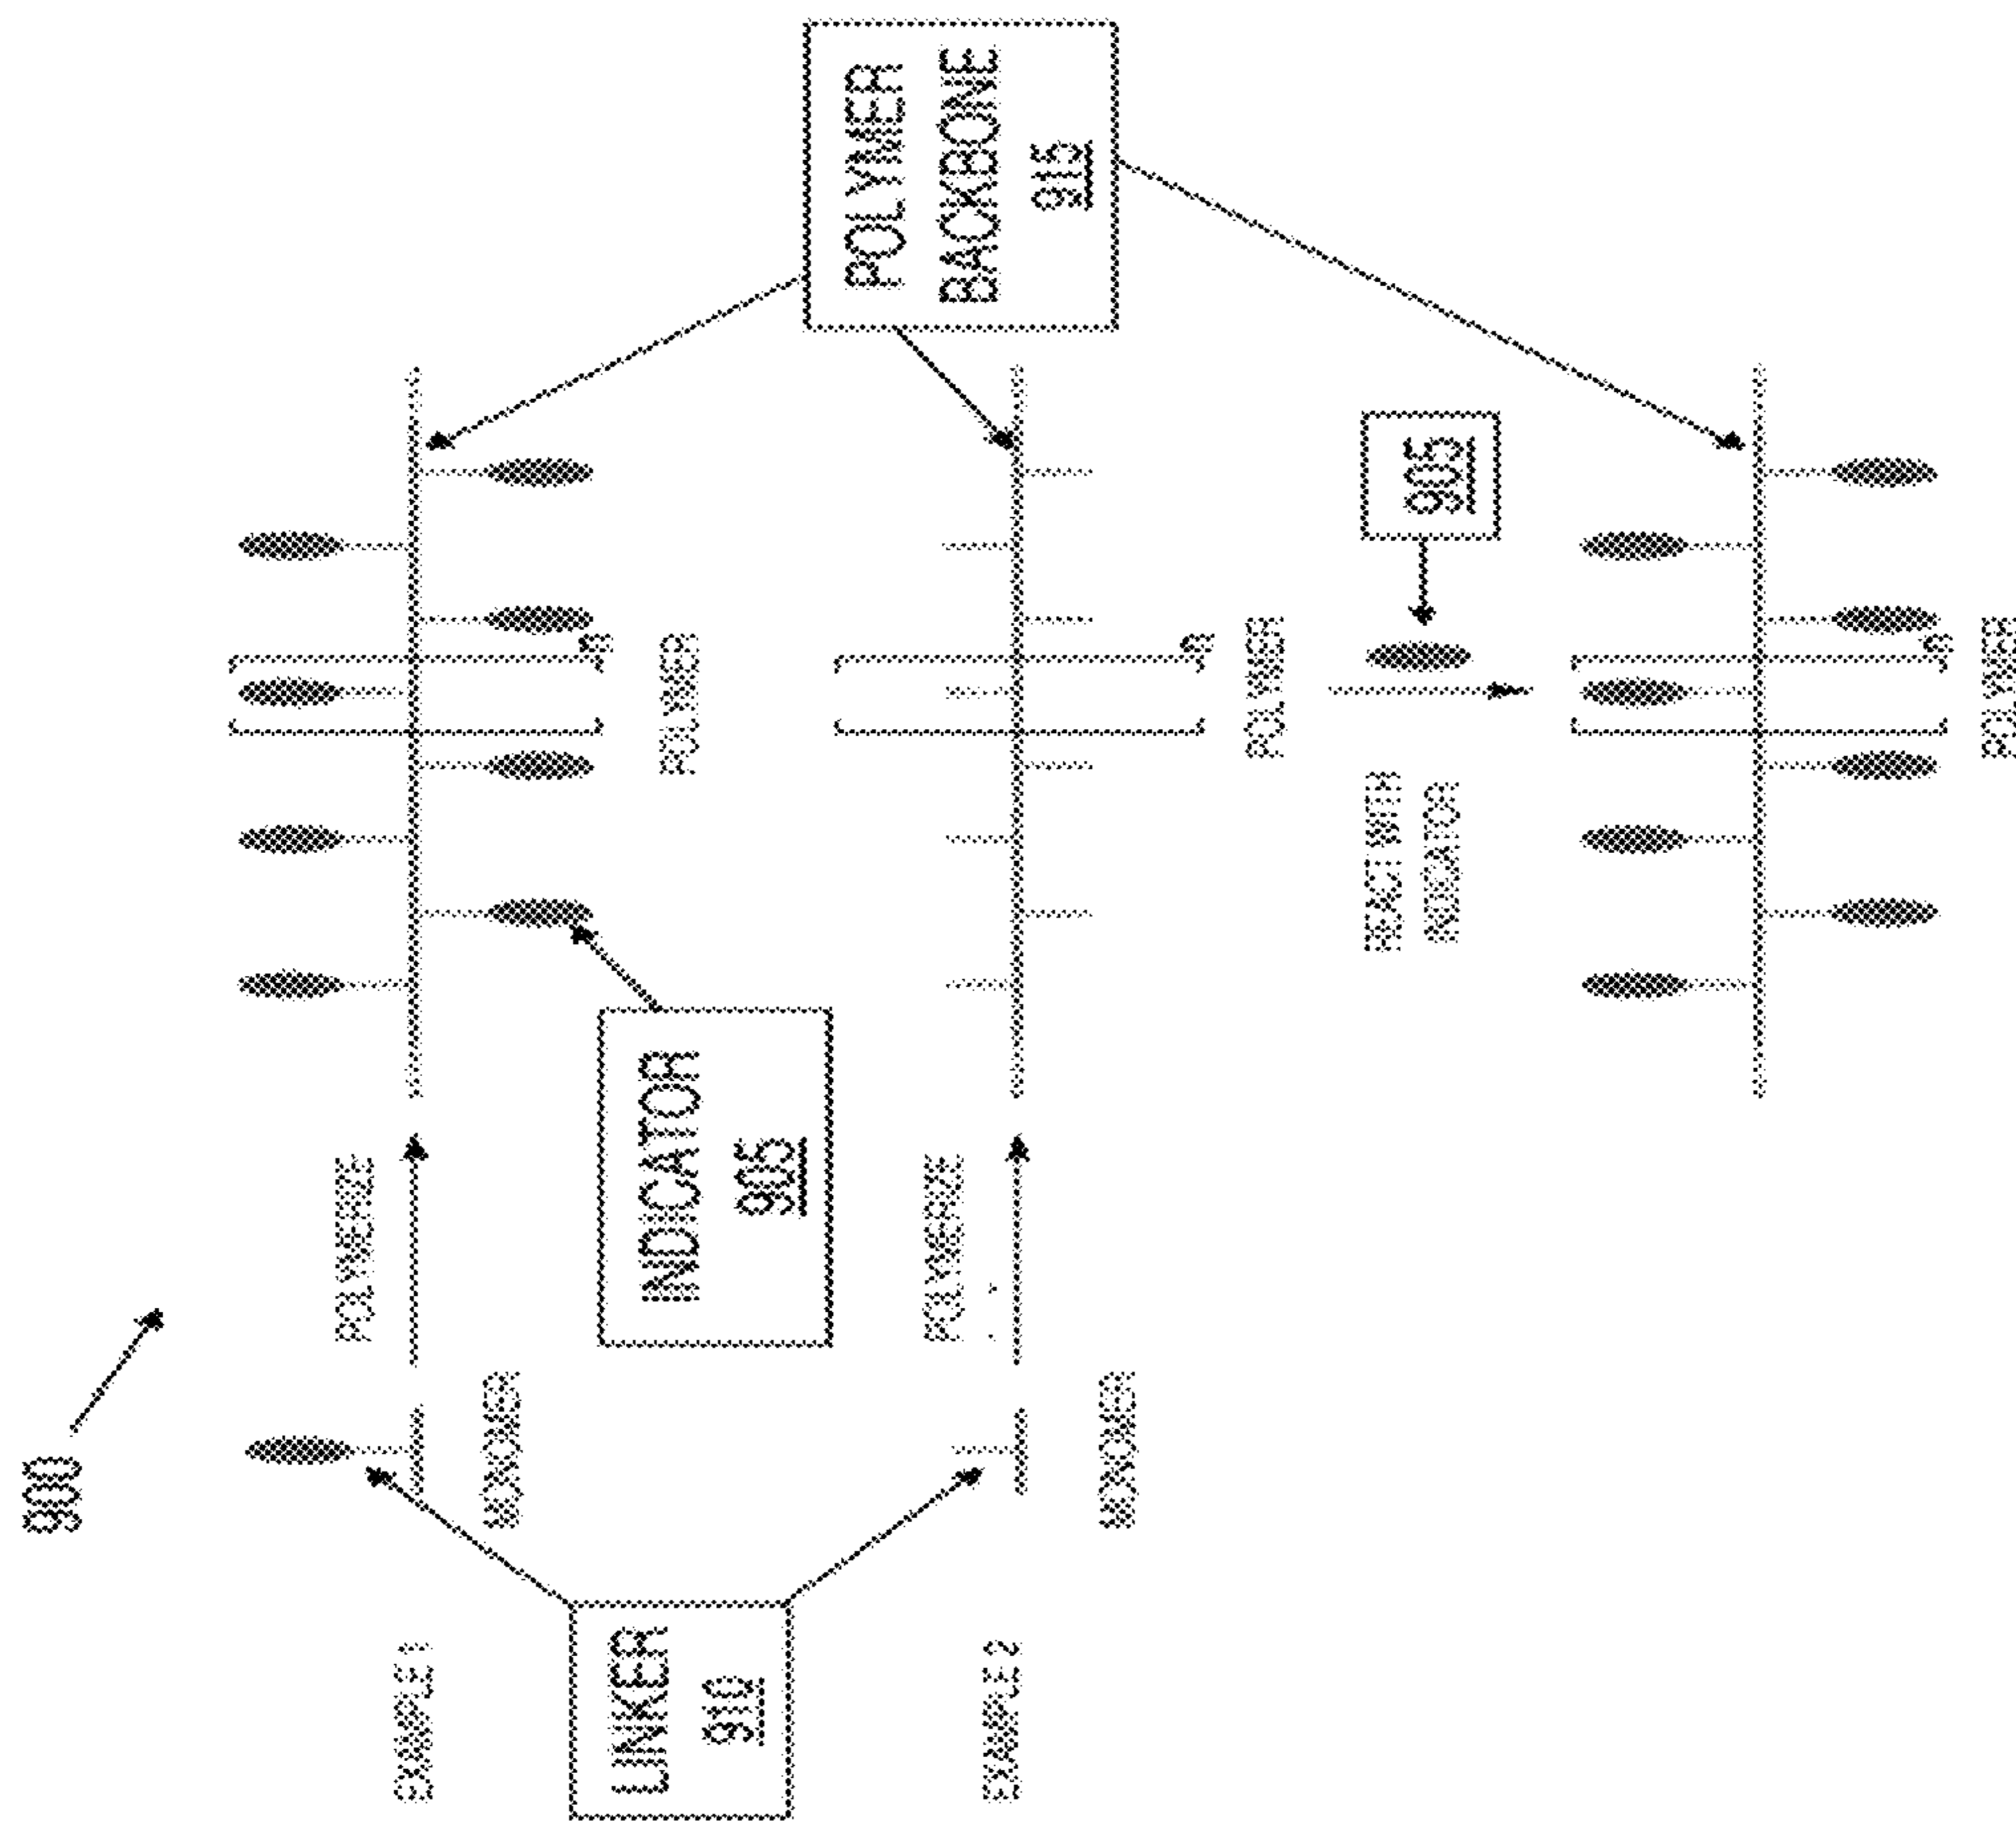 900
EXAMPLE 1
LINKER
910
EXAMPLE 2
MONOMER
POLYMERIZE
INDICATOR
905
MONOMER
POLYMERIZE
POLYMER
n
POLYMER
n
REACT WITH
INDICATOR
905
POLYMER
n
POLYMER
BACKBONE
915